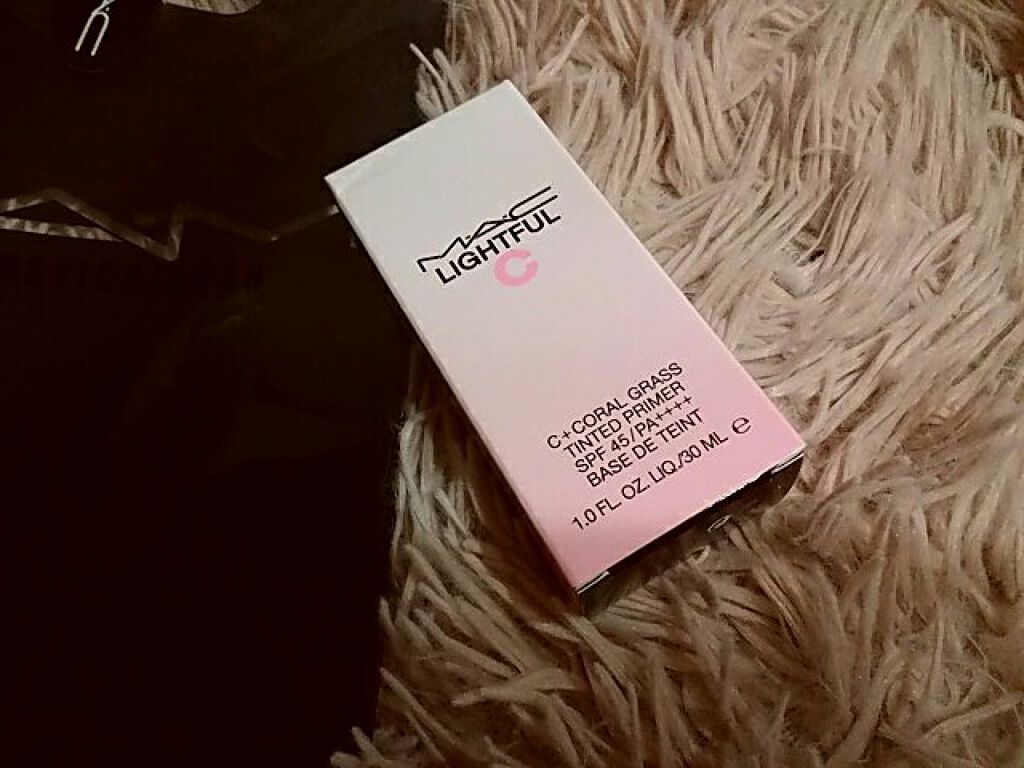 M·A·C
LIGHTFUL
C
C+CORAL GRASS
TINTED PRIMER
SPF 45/PA++++
BASE DE TEINT
1.0 FL. OZ. LIQ./30 ML ℮